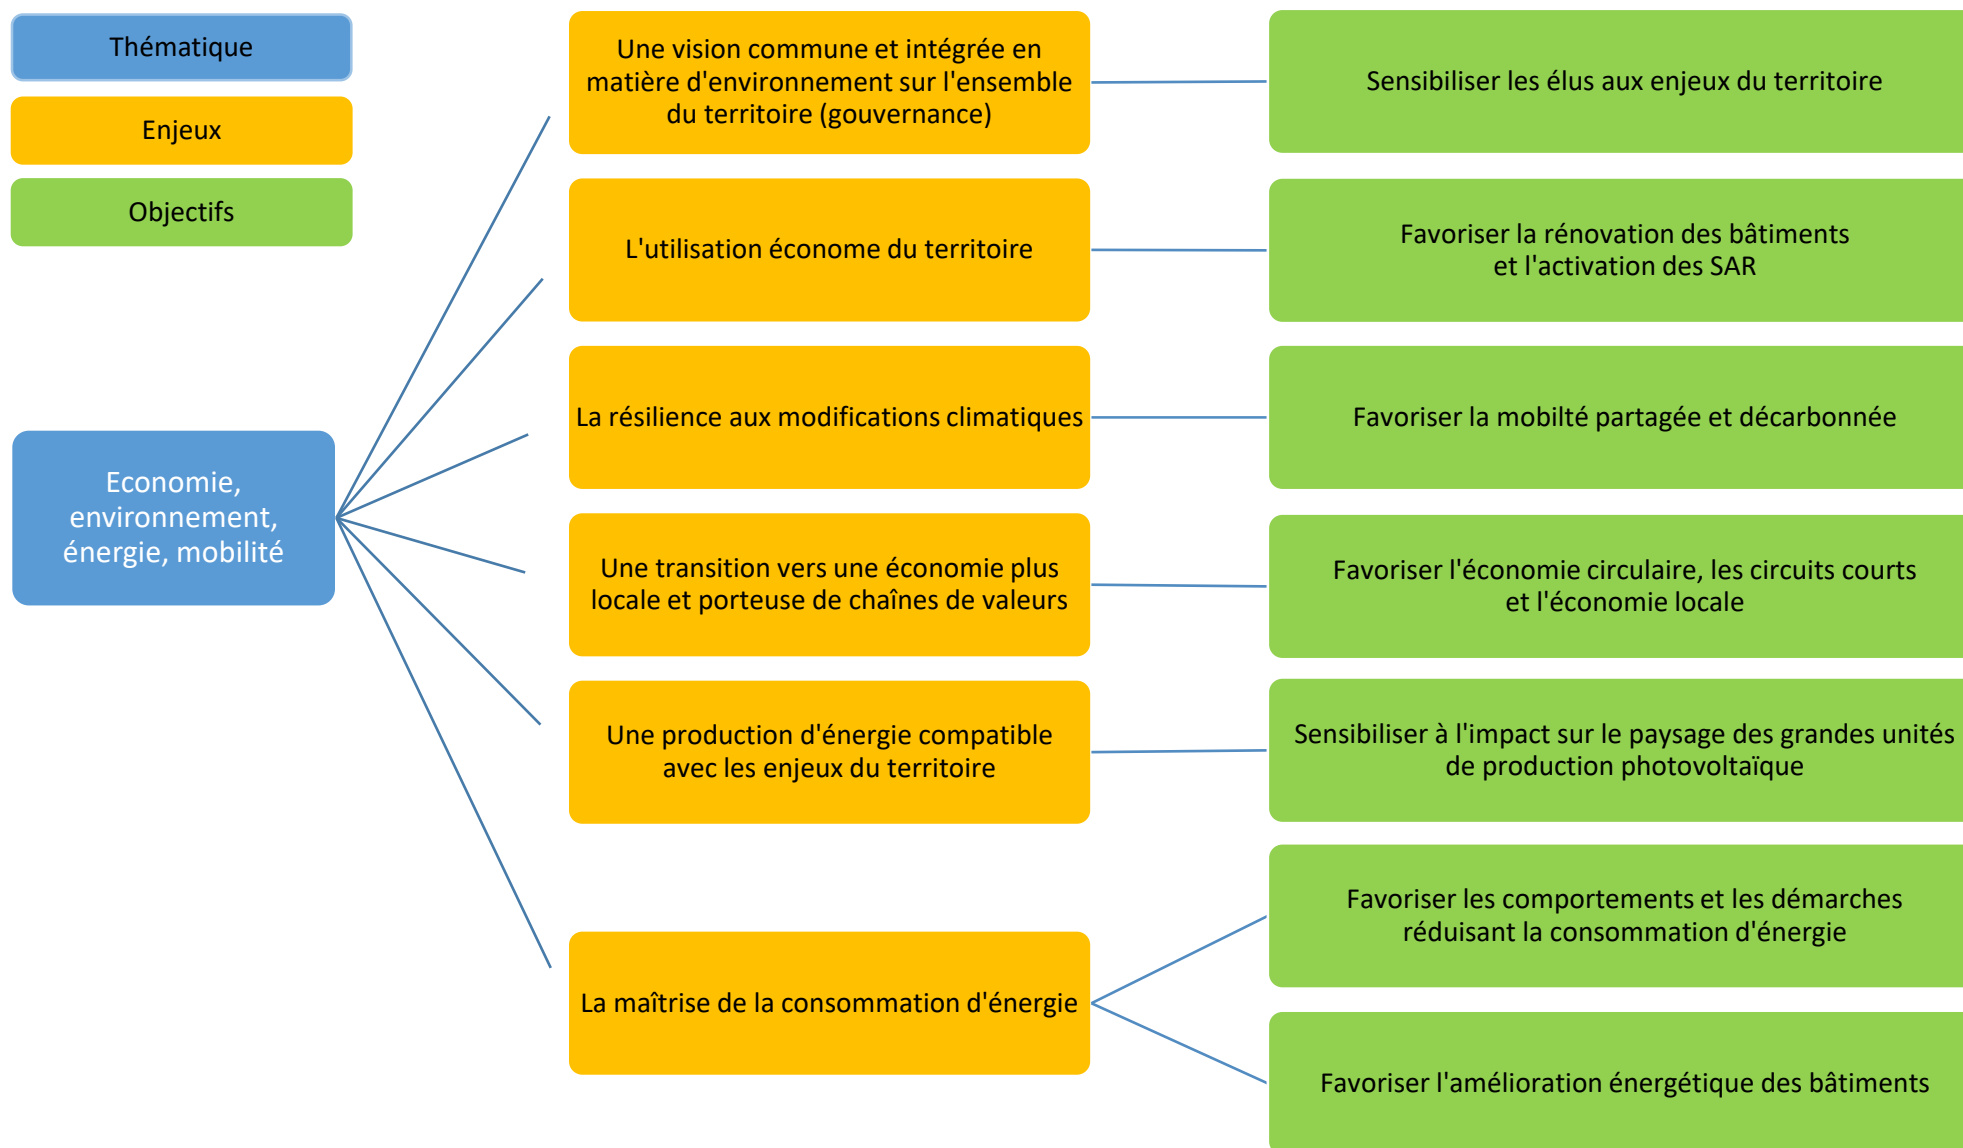 Thématique
Enjeux
Objectifs
Economie,
environnement,
énergie, mobilité
Une vision commune et intégrée en
matière d'environnement sur l'ensemble
du territoire (gouvernance)
Sensibiliser les élus aux enjeux du territoire
L'utilisation économe du territoire
Favoriser la rénovation des bâtiments
et l'activation des SAR
La résilience aux modifications climatiques
Favoriser la mobilté partagée et décarbonnée
Une transition vers une économie plus
locale et porteuse de chaînes de valeurs
Favoriser l'économie circulaire, les circuits courts
et l'économie locale
Une production d'énergie compatible
avec les enjeux du territoire
Sensibiliser à l'impact sur le paysage des grandes unités
de production photovoltaïque
La maîtrise de la consommation d'énergie
Favoriser les comportements et les démarches
réduisant la consommation d'énergie
Favoriser l'amélioration énergétique des bâtiments